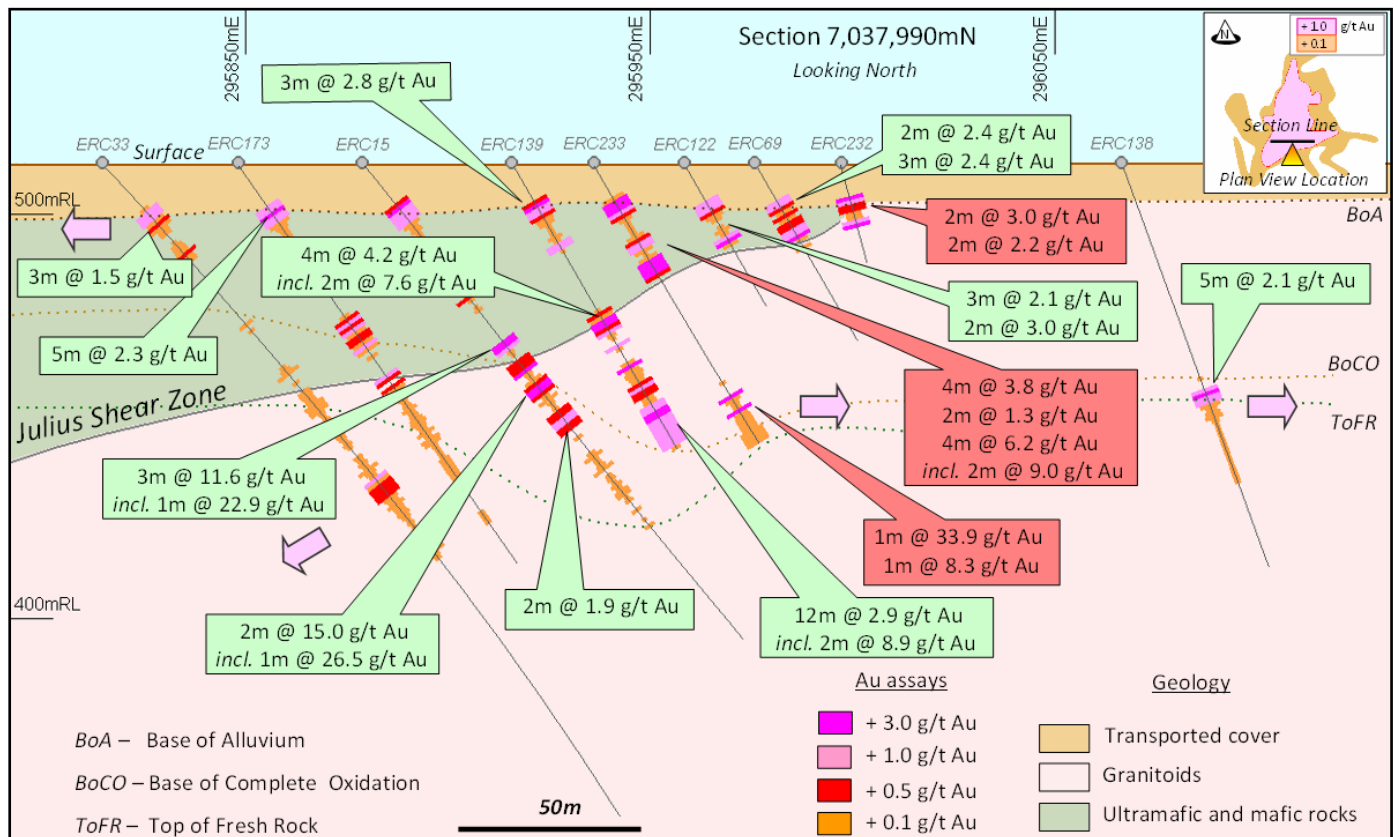 295850mE
295950mE
296050mE
Section 7,037,990mN
Looking North
+ 1.0 g/t Au
+ 0.1
N
Section Line
Plan View Location
3m @ 2.8 g/t Au
2m @ 2.4 g/t Au
3m @ 2.4 g/t Au
ERC33
ERC173
ERC15
ERC139
ERC233
ERC122
ERC69
ERC232
ERC138
Surface
500mRL
BoA
2m @ 3.0 g/t Au
2m @ 2.2 g/t Au
3m @ 1.5 g/t Au
4m @ 4.2 g/t Au
incl. 2m @ 7.6 g/t Au
5m @ 2.1 g/t Au
3m @ 2.1 g/t Au
2m @ 3.0 g/t Au
5m @ 2.3 g/t Au
BoCO
Julius Shear Zone
4m @ 3.8 g/t Au
2m @ 1.3 g/t Au
4m @ 6.2 g/t Au
incl. 2m @ 9.0 g/t Au
ToFR
3m @ 11.6 g/t Au
incl. 1m @ 22.9 g/t Au
1m @ 33.9 g/t Au
1m @ 8.3 g/t Au
400mRL
2m @ 15.0 g/t Au
incl. 1m @ 26.5 g/t Au
2m @ 1.9 g/t Au
12m @ 2.9 g/t Au
incl. 2m @ 8.9 g/t Au
BoA – Base of Alluvium
BoCO – Base of Complete Oxidation
ToFR – Top of Fresh Rock
50m
Au assays
+ 3.0 g/t Au
+ 1.0 g/t Au
+ 0.5 g/t Au
+ 0.1 g/t Au
Geology
Transported cover
Granitoids
Ultramafic and mafic rocks